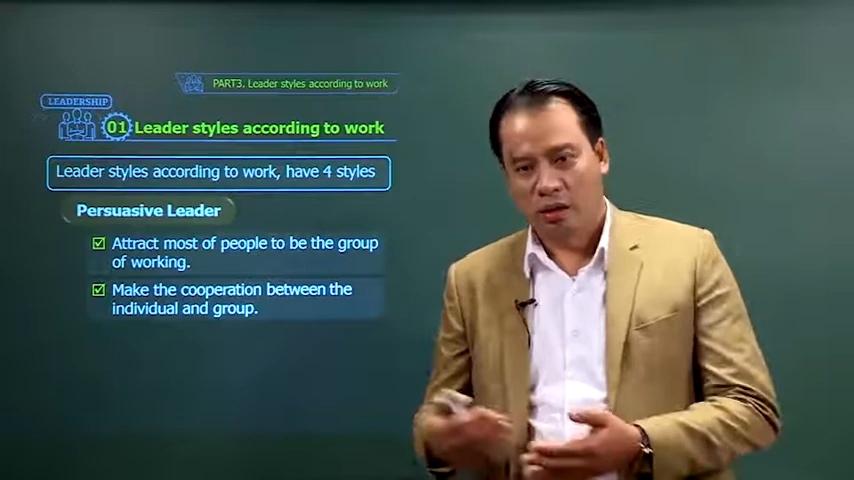 PART3. Leader styles according to work
LEADERSHIP
01 Leader styles according to work
Leader styles according to work, have 4 styles
Persuasive Leader
Attract most of people to be the group
of working.
Make the cooperation between the
individual and group.